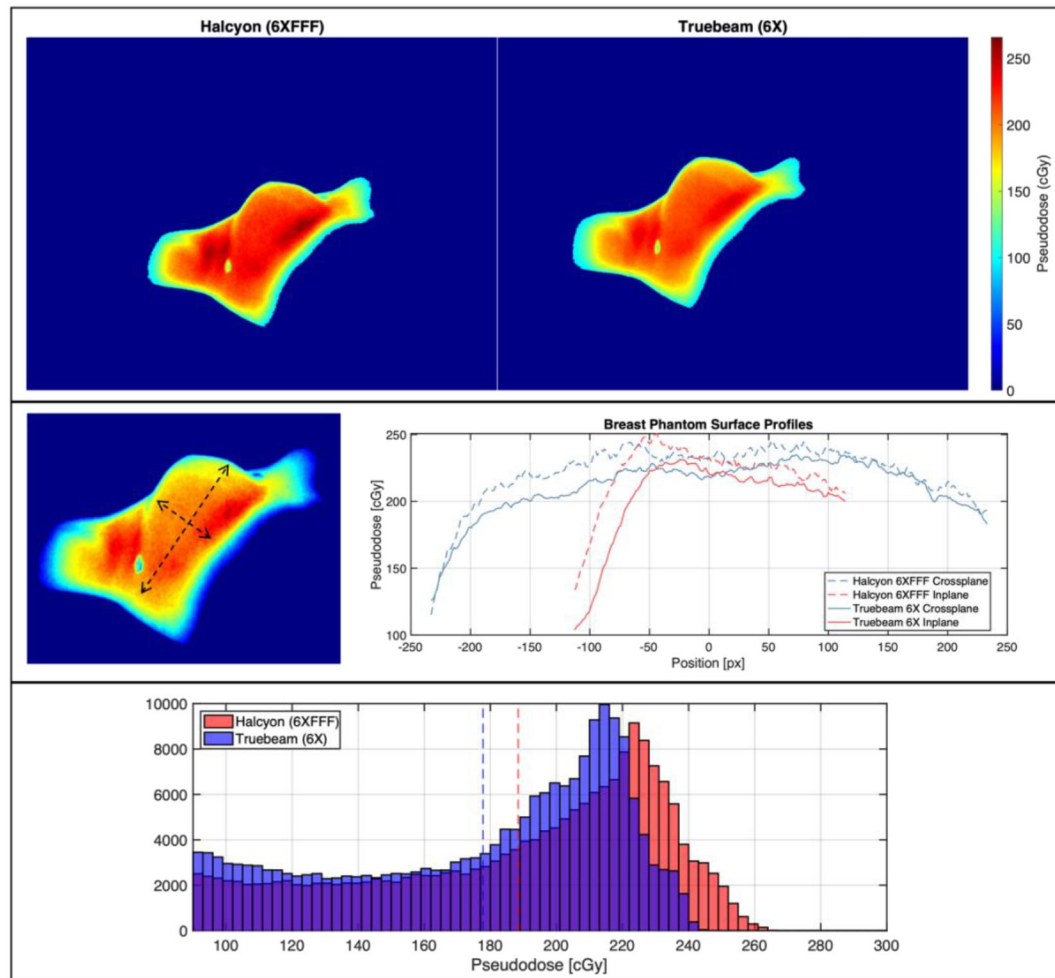 Halcyon (6XFFF)
Truebeam (6X)
250
200
150
100
50
0
Pseudodose (cGy)
Breast Phantom Surface Profiles
250
200
150
100
Pseudodose [cGy]
Halcyon 6XFFF Crossplane
Halcyon 6XFFF Inplane
Truebeam 6X Crossplane
Truebeam 6X Inplane
-250 -200 -150 -100 -50 0 50 100 150 200 250
Position [px]
10000
8000
6000
4000
2000
0
Halcyon (6XFFF)
Truebeam (6X)
100 120 140 160 180 200 220 240 260 280 300
Pseudodose [cGy]